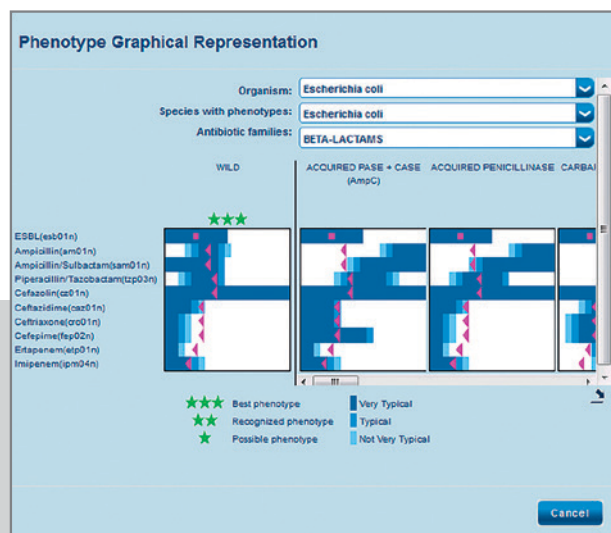 Phenotype Graphical Representation
Organism: Escherichia coli
Species with phenotypes: Escherichia coli
Antibiotic families: BETA-LACTAMS
WILD ACQUIRED PASE + CASE (AmpC) ACQUIRED PENICILLINASE CARBA
ESBL(esb01n)
Ampicillin(am01n)
Ampicillin/Sulbactam(sam01n)
Piperacillin/Tazobactam(tzp03n)
Cefazolin(cz01n)
Ceftazidime(caz01n)
Ceftriaxone(cro01n)
Cefepime(fep02n)
Ertapenem(etp01n)
Imipenem(ipm04n)
Best phenotype Very Typical
Recognized phenotype Typical
Possible phenotype Not Very Typical
Cancel